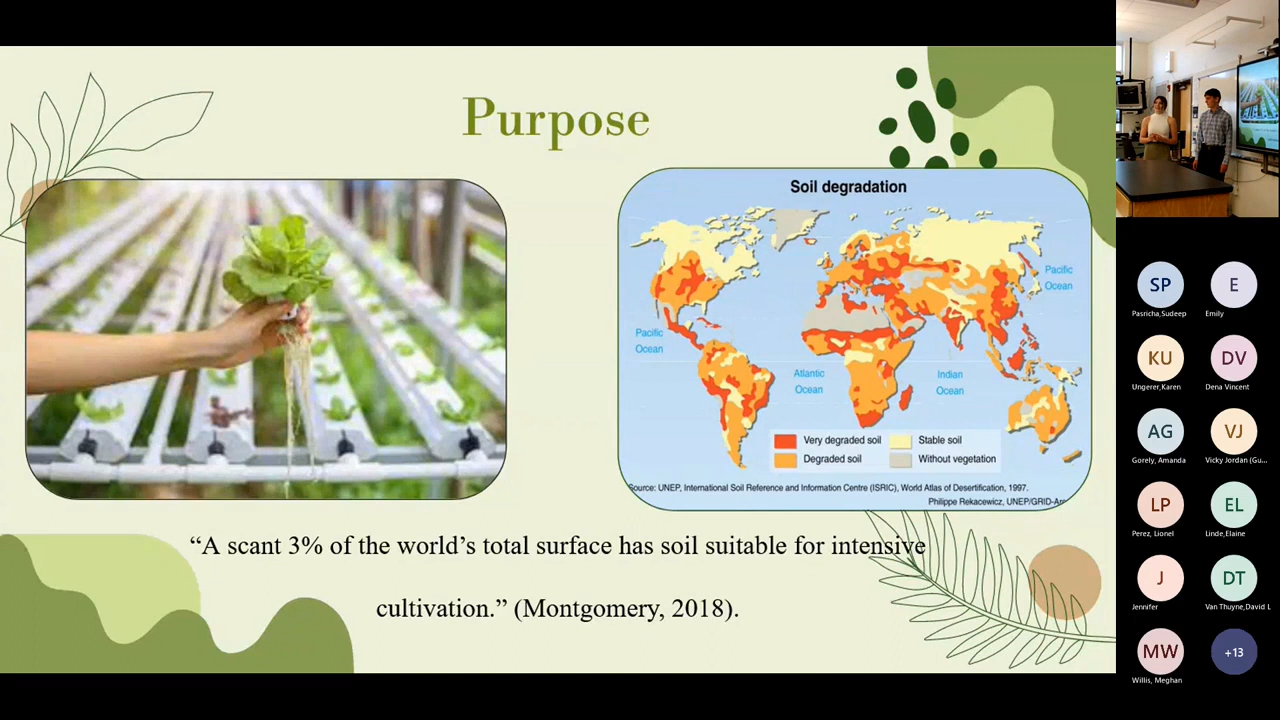 Purpose
Soil degradation
Pacific
Ocean
Pacific
Ocean
Atlantic
Ocean
Indian
Ocean
Very degraded soil
Stable soil
Degraded soil
Without vegetation
Source: UNEP, International Soil Reference and Information Centre (ISRIC), World Atlas of Desertification, 1997.
Philippe Rekacewicz, UNEP/GRID-Are
“A scant 3% of the world’s total surface has soil suitable for intensive
cultivation.” (Montgomery, 2018).
SP
E
Pasricha,Sudeep
Emily
KU
DV
Ungerer,Karen
Dena Vincent
AG
VJ
Gorely, Amanda
Vicky Jordan (Gu...
LP
EL
Perez, Lionel
Linde,Elaine
J
DT
Jennifer
Van Thuyne,David L
MW
+13
Willis, Meghan